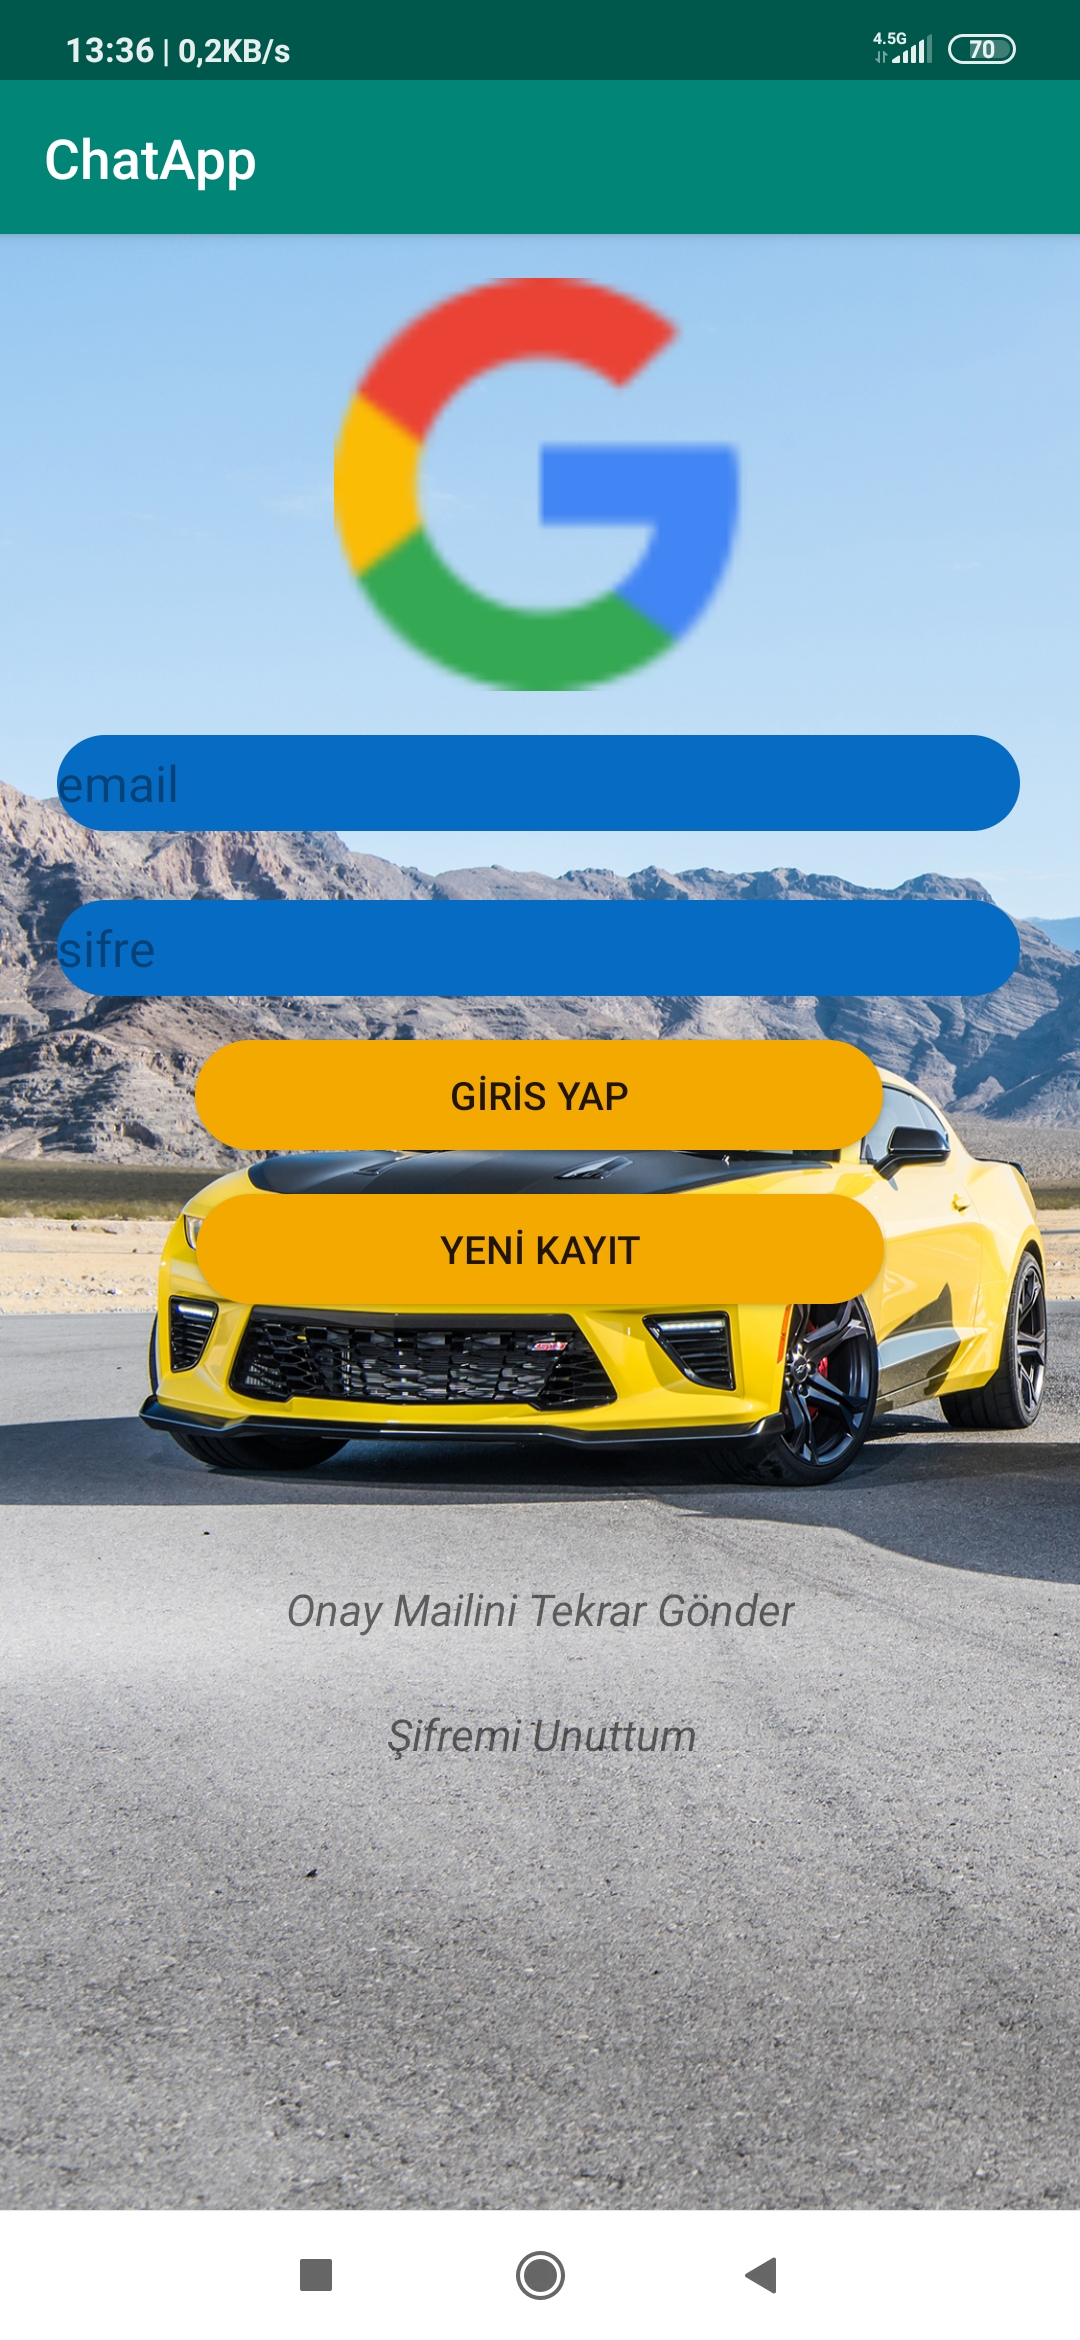 13:36 | 0,2KB/s 4.5G 70
ChatApp
email
sifre
GİRİS YAP
YENİ KAYIT
Onay Mailini Tekrar Gönder
Şifremi Unuttum